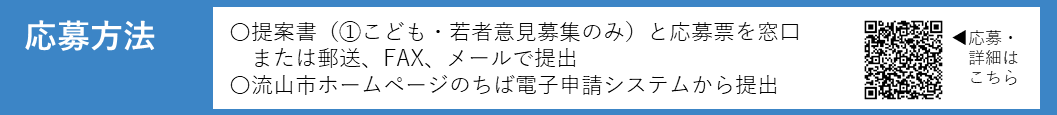 応募方法
○提案書（①こども・若者意見募集のみ）と応募票を窓口
または郵送、FAX、メールで提出
○流山市ホームページのちば電子申請システムから提出
◀応募・
詳細は
こちら